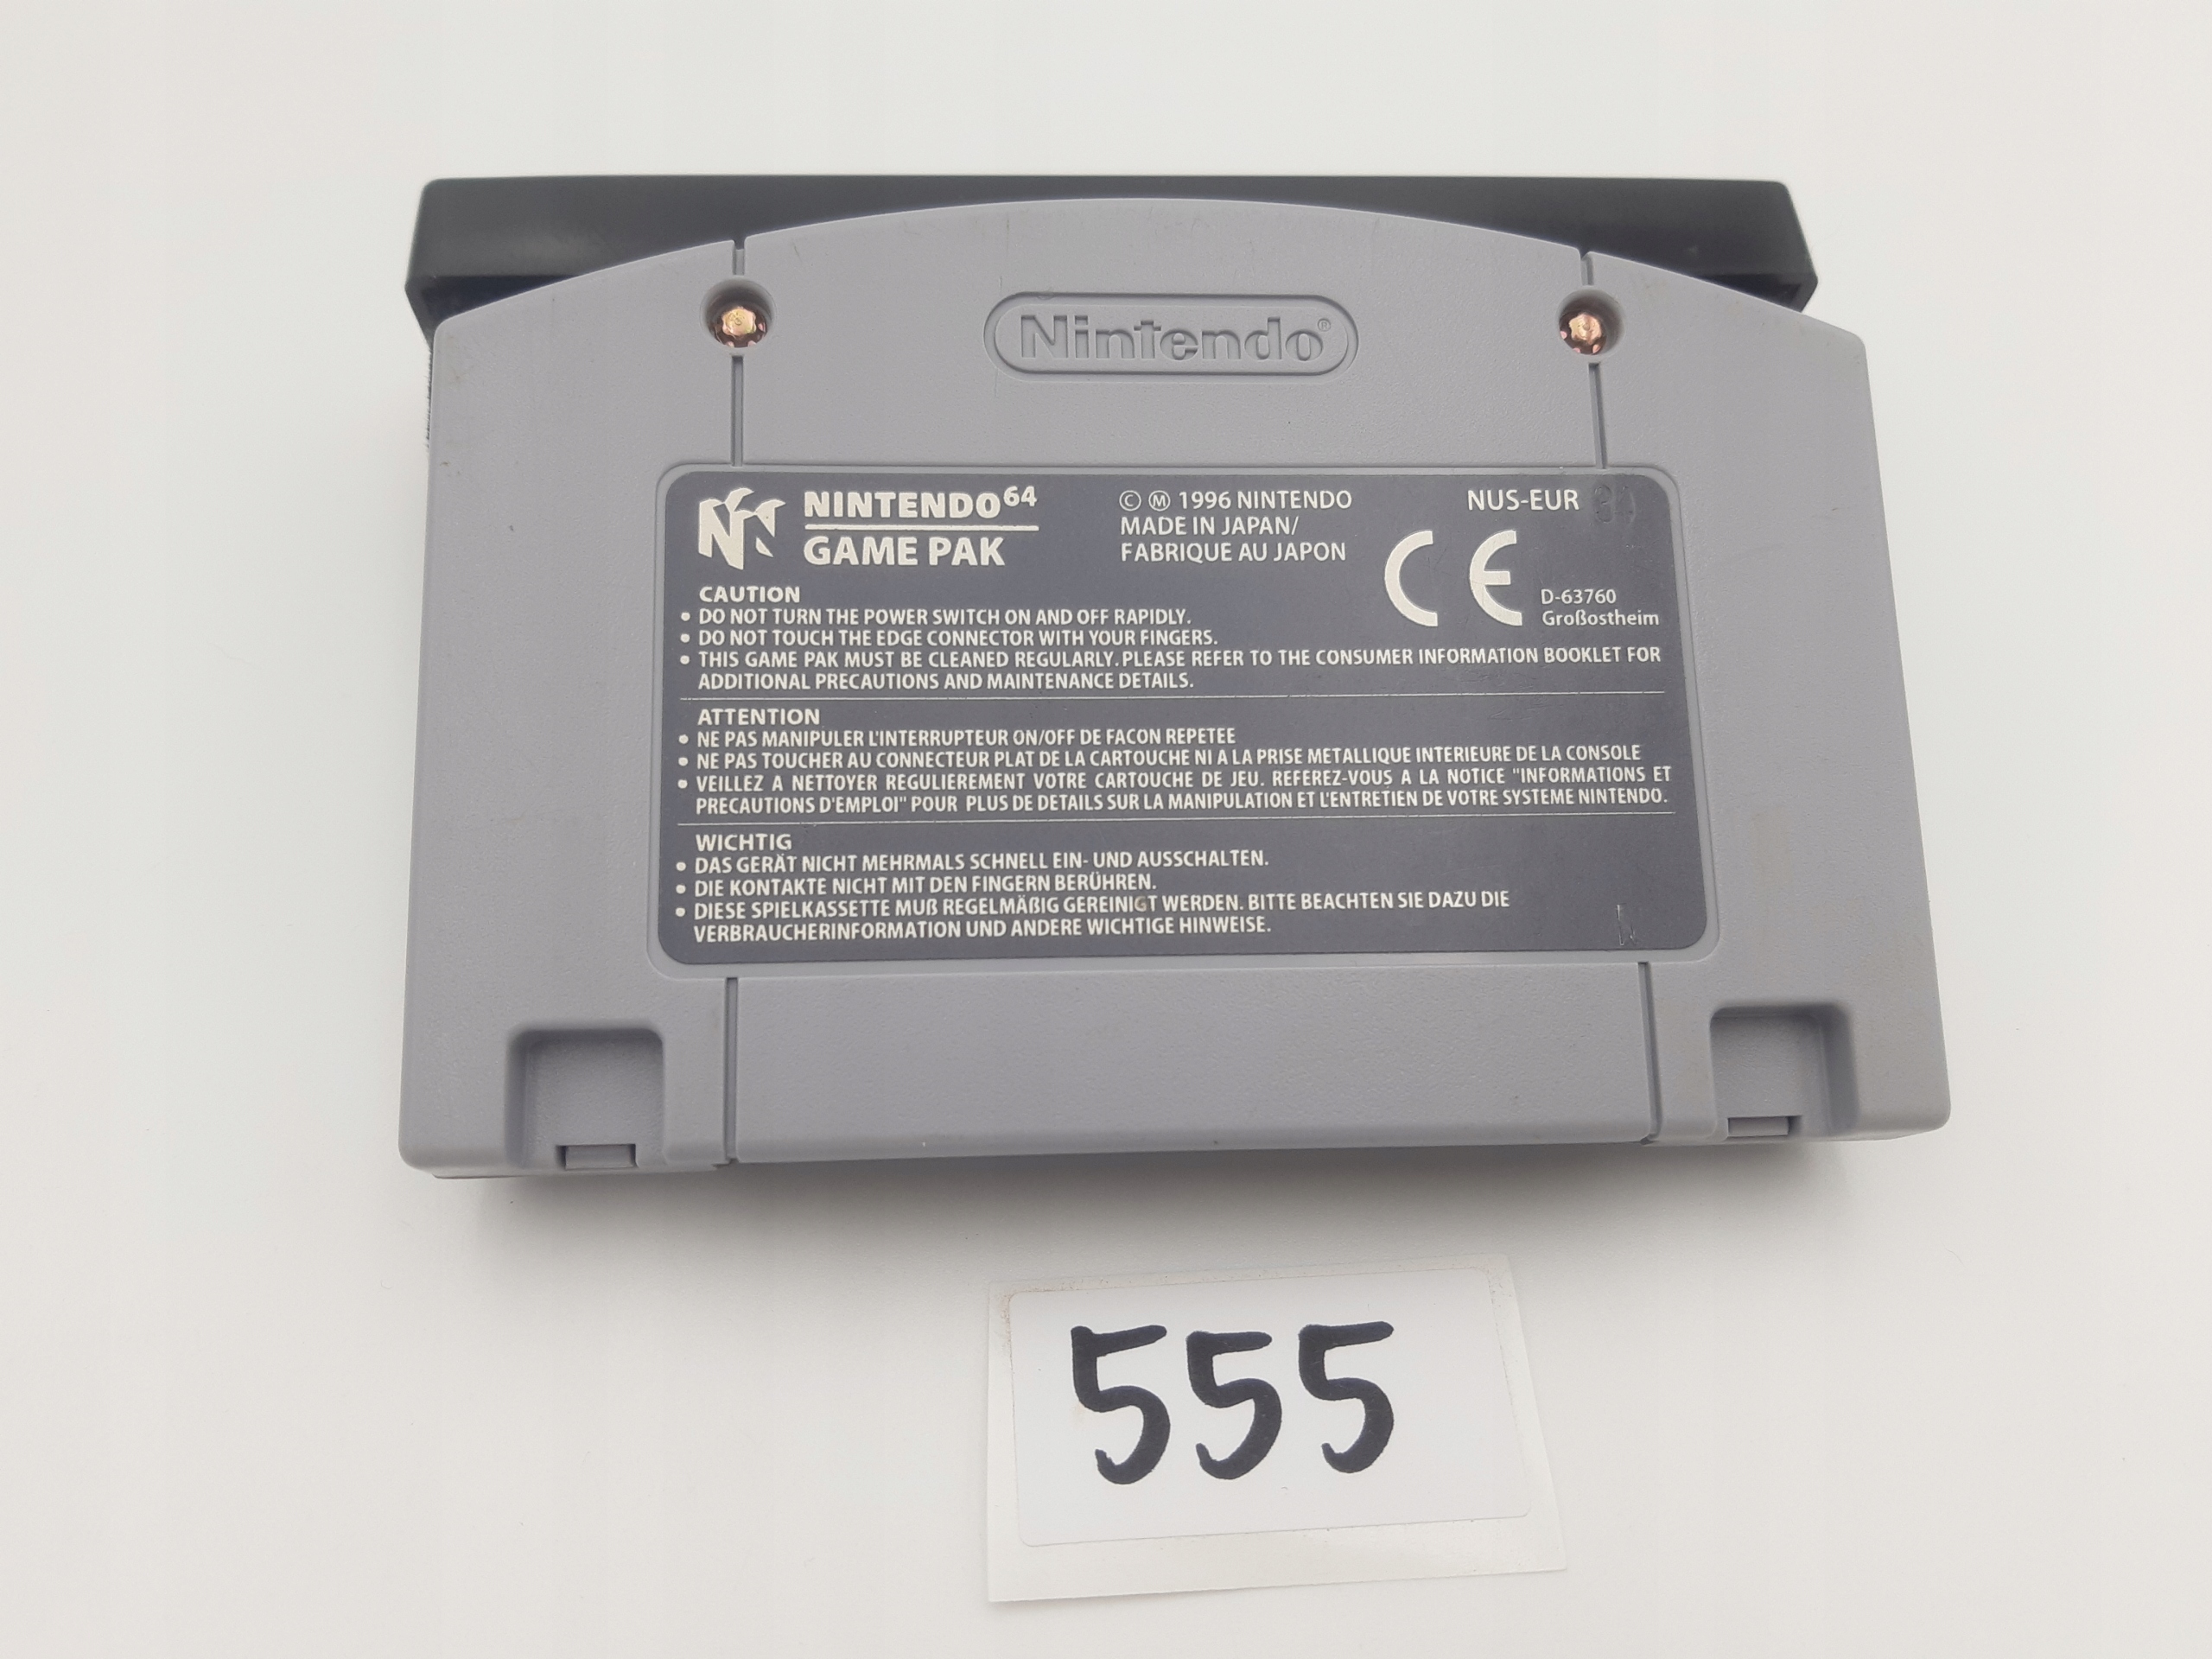 Nintendo®
NINTENDO64
GAME PAK
© Ⓜ 1996 NINTENDO
MADE IN JAPAN/
FABRIQUE AU JAPON
NUS-EUR
CE
D-63760
Großostheim
CAUTION
• DO NOT TURN THE POWER SWITCH ON AND OFF RAPIDLY.
• DO NOT TOUCH THE EDGE CONNECTOR WITH YOUR FINGERS.
• THIS GAME PAK MUST BE CLEANED REGULARLY. PLEASE REFER TO THE CONSUMER INFORMATION BOOKLET FOR
ADDITIONAL PRECAUTIONS AND MAINTENANCE DETAILS.
ATTENTION
• NE PAS MANIPULER L'INTERRUPTEUR ON/OFF DE FACON REPETEE
• NE PAS TOUCHER AU CONNECTEUR PLAT DE LA CARTOUCHE NI A LA PRISE METALLIQUE INTERIEURE DE LA CONSOLE
• VEILLEZ A NETTOYER REGULIEREMENT VOTRE CARTOUCHE DE JEU. REFEREZ-VOUS A LA NOTICE "INFORMATIONS ET
PRECAUTIONS D'EMPLOI" POUR PLUS DE DETAILS SUR LA MANIPULATION ET L'ENTRETIEN DE VOTRE SYSTEME NINTENDO.
WICHTIG
• DAS GERÄT NICHT MEHRMALS SCHNELL EIN- UND AUSSCHALTEN.
• DIE KONTAKTE NICHT MIT DEN FINGERN BERÜHREN.
• DIESE SPIELKASSETTE MUß REGELMÄßIG GEREINIGT WERDEN. BITTE BEACHTEN SIE DAZU DIE
VERBRAUCHERINFORMATION UND ANDERE WICHTIGE HINWEISE.
555